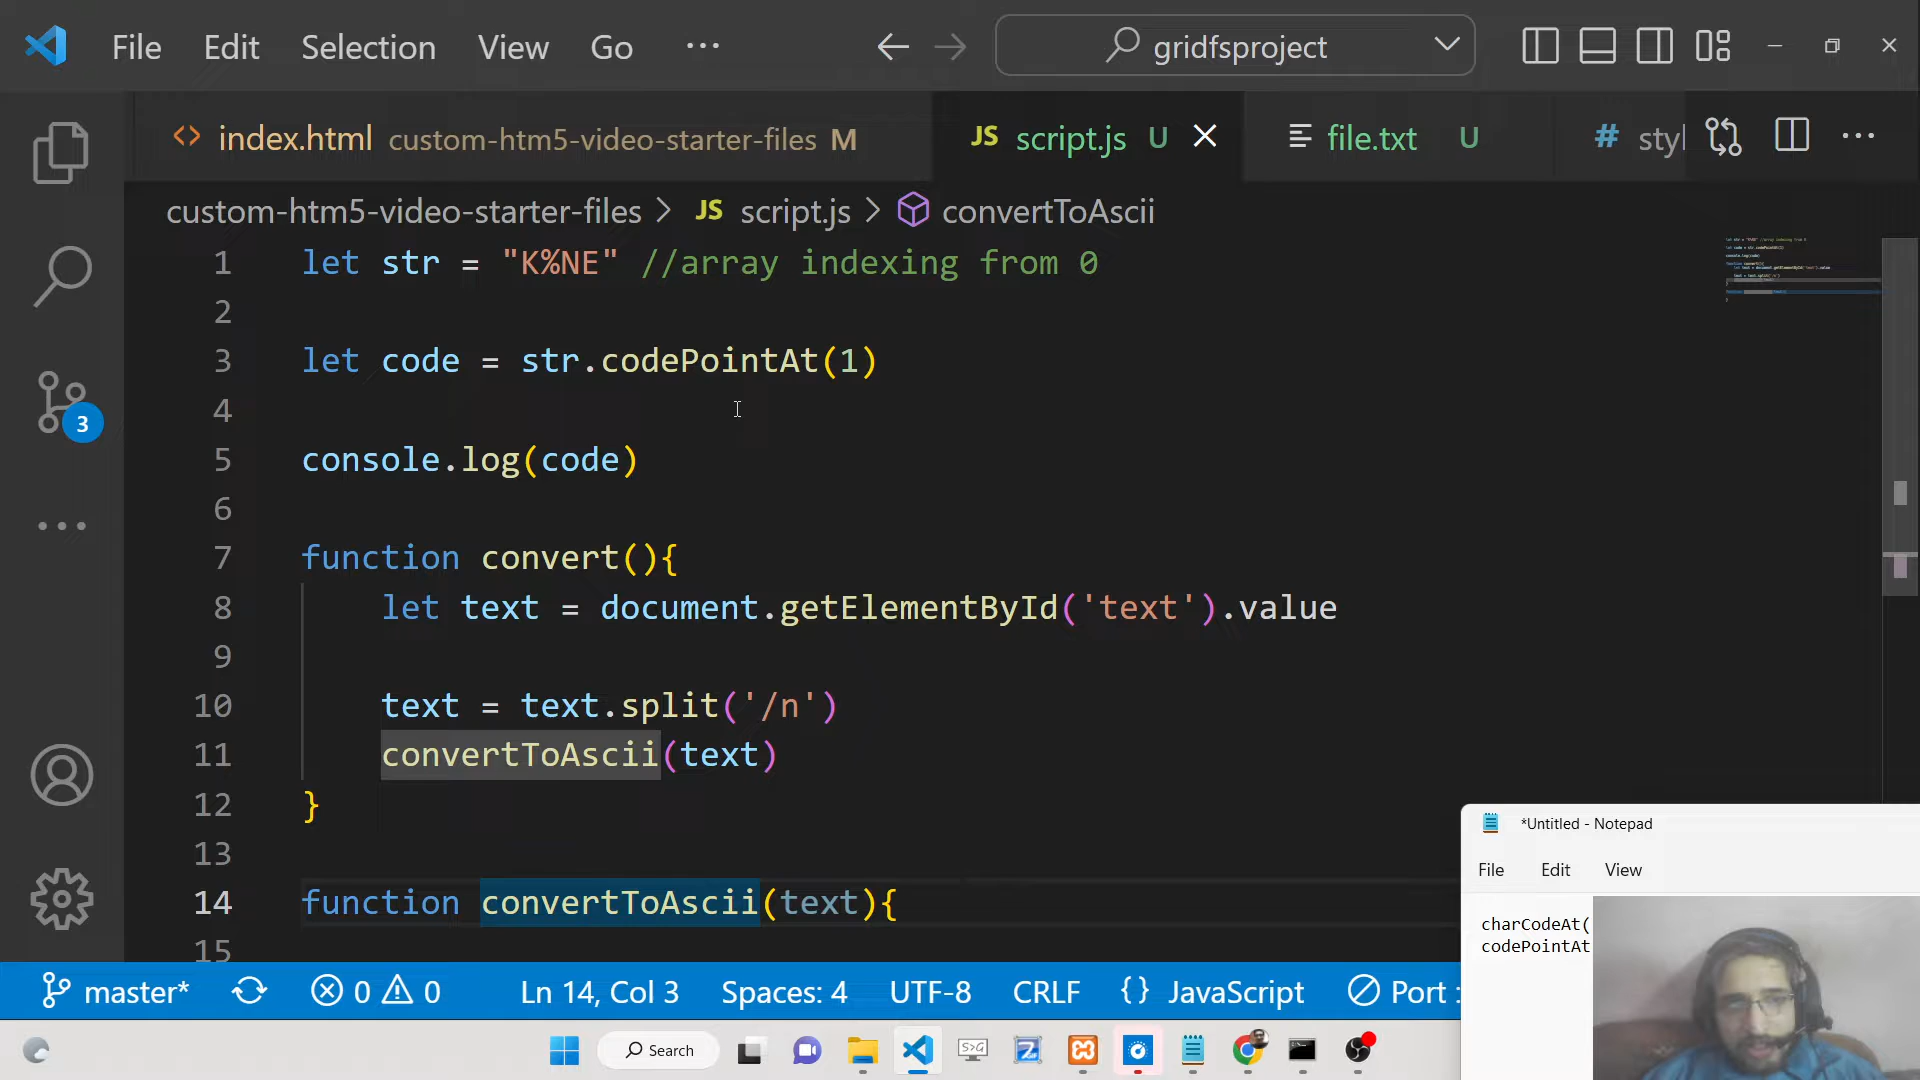 File Edit Selection View Go ··· gridfsproject
index.html custom-htm5-video-starter-files M JS script.js U file.txt U # styl
custom-htm5-video-starter-files > JS script.js > convertToAscii
1 let str = "K%NE" //array indexing from 0
2
3 let code = str.codePointAt(1)
4
5 console.log(code)
6
7 function convert(){
8 let text = document.getElementById('text').value
9
10 text = text.split('/n')
11 convertToAscii(text)
12 }
13
14 function convertToAscii(text){
15
3
*Untitled - Notepad
File Edit View
charCodeAt(
codePointAt
master* 0 0 Ln 14, Col 3 Spaces: 4 UTF-8 CRLF {} JavaScript Port :
Search